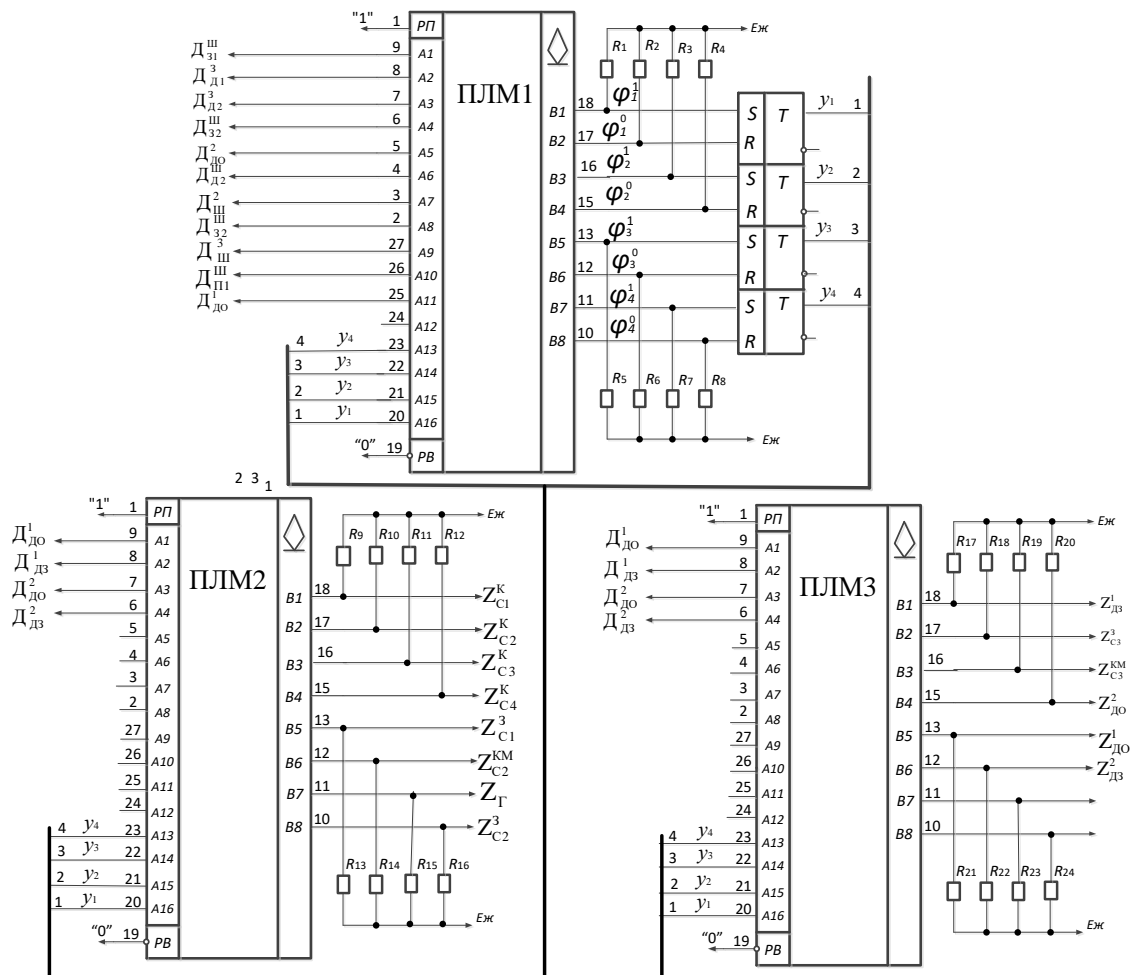 ПЛМ1
"1" 1 РП
Д^Ш_З1 9 A1
Д^З_Д1 8 A2
Д^З_Д2 7 A3
Д^Ш_З2 6 A4
Д^2_ДО 5 A5
Д^Ш_Д2 4 A6
Д^2_Ш 3 A7
Д^Ш_З2 2 A8
Д^З_Ш 27 A9
Д^Ш_П1 26 A10
Д^1_ДО 25 A11
24 A12
4 y₄ 23 A13
3 y₃ 22 A14
2 y₂ 21 A15
1 y₁ 20 A16
“0” 19 РВ
R1 R2 R3 R4 Еж
B1 18 φ^1_1 S T y₁ 1
B2 17 φ^0_1 R
B3 16 φ^1_2 S T y₂ 2
B4 15 φ^0_2 R
B5 13 φ^1_3 S T y₃ 3
B6 12 φ^0_3 R
B7 11 φ^1_4 S T y₄ 4
B8 10 φ^0_4 R
R5 R6 R7 R8 Еж
2 3 1
ПЛМ2
"1" 1 РП
Д^1_ДО 9 A1
Д^1_ДЗ 8 A2
Д^2_ДО 7 A3
Д^2_ДЗ 6 A4
5 A5
4 A6
3 A7
2 A8
27 A9
26 A10
25 A11
24 A12
4 y₄ 23 A13
3 y₃ 22 A14
2 y₂ 21 A15
1 y₁ 20 A16
“0” 19 РВ
R9 R10 R11 R12 Еж
B1 18 Z^К_С1
B2 17 Z^К_С2
B3 16 Z^К_С3
B4 15 Z^К_С4
B5 13 Z^З_С1
B6 12 Z^КМ_С2
B7 11 Z_Г
B8 10 Z^З_С2
R13 R14 R15 R16 Еж
ПЛМ3
"1" 1 РП
Д^1_ДО 9 A1
Д^1_ДЗ 8 A2
Д^2_ДО 7 A3
Д^2_ДЗ 6 A4
5 A5
4 A6
3 A7
2 A8
27 A9
26 A10
25 A11
24 A12
4 y₄ 23 A13
3 y₃ 22 A14
2 y₂ 21 A15
1 y₁ 20 A16
“0” 19 РВ
R17 R18 R19 R20 Еж
B1 18 Z^1_ДЗ
B2 17 Z^З_С3
B3 16 Z^КМ_С3
B4 15 Z^2_ДО
B5 13 Z^1_ДО
B6 12 Z^2_ДЗ
B7 11
B8 10
R21 R22 R23 R24 Еж